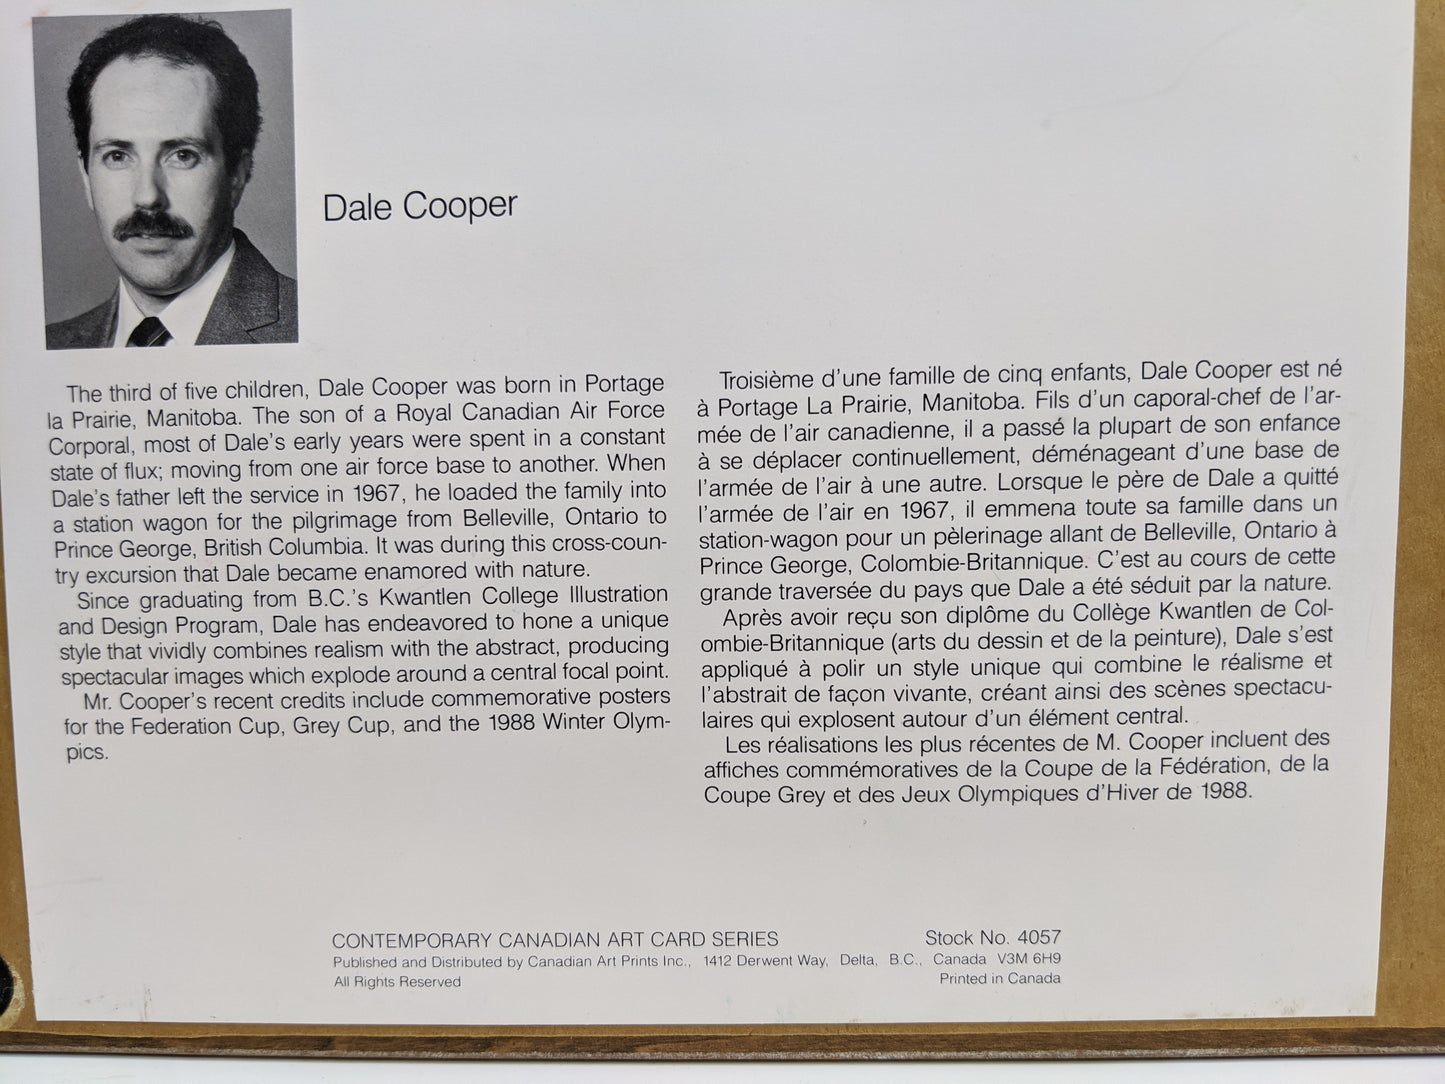 Dale Cooper
The third of five children, Dale Cooper was born in Portage
la Prairie, Manitoba. The son of a Royal Canadian Air Force
Corporal, most of Dale's early years were spent in a constant
state of flux; moving from one air force base to another. When
Dale's father left the service in 1967, he loaded the family into
a station wagon for the pilgrimage from Belleville, Ontario to
Prince George, British Columbia. It was during this cross-coun-
try excursion that Dale became enamored with nature.
Since graduating from B.C.'s Kwantlen College Illustration
and Design Program, Dale has endeavored to hone a unique
style that vividly combines realism with the abstract, producing
spectacular images which explode around a central focal point.
Mr. Cooper's recent credits include commemorative posters
for the Federation Cup, Grey Cup, and the 1988 Winter Olym-
pics.
Troisième d'une famille de cinq enfants, Dale Cooper est né
à Portage La Prairie, Manitoba. Fils d'un caporal-chef de l'ar-
mée de l'air canadienne, il a passé la plupart de son enfance
à se déplacer continuellement, déménageant d'une base de
l'armée de l'air à une autre. Lorsque le père de Dale a quitté
l'armée de l'air en 1967, il emmena toute sa famille dans un
station-wagon pour un pèlerinage allant de Belleville, Ontario à
Prince George, Colombie-Britannique. C'est au cours de cette
grande traversée du pays que Dale a été séduit par la nature.
Après avoir reçu son diplôme du Collège Kwantlen de Col-
ombie-Britannique (arts du dessin et de la peinture), Dale s'est
appliqué à polir un style unique qui combine le réalisme et
l'abstrait de façon vivante, créant ainsi des scènes spectacu-
laires qui explosent autour d'un élément central.
Les réalisations les plus récentes de M. Cooper incluent des
affiches commémoratives de la Coupe de la Fédération, de la
Coupe Grey et des Jeux Olympiques d'Hiver de 1988.
CONTEMPORARY CANADIAN ART CARD SERIES Stock No. 4057
Published and Distributed by Canadian Art Prints Inc., 1412 Derwent Way, Delta, B.C., Canada V3M 6H9
All Rights Reserved Printed in Canada